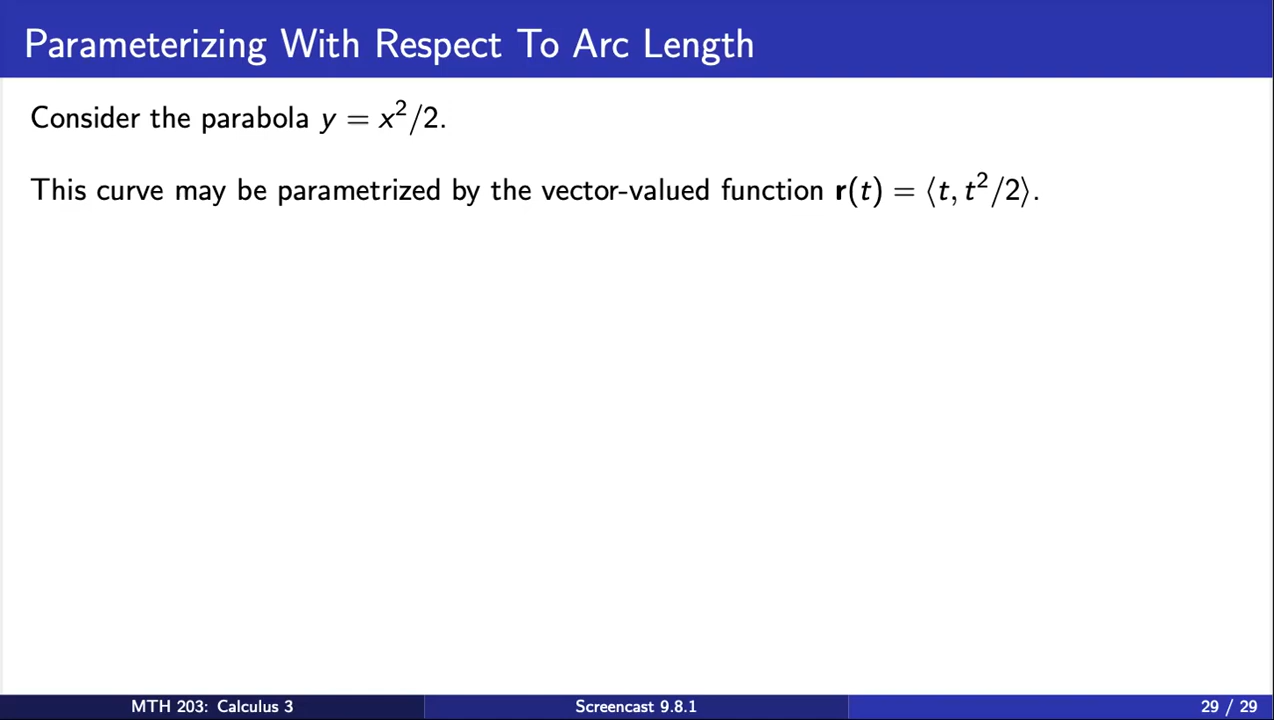 Parameterizing With Respect To Arc Length
Consider the parabola y = x²/2.
This curve may be parametrized by the vector-valued function r(t) = ⟨t, t²/2⟩.
MTH 203: Calculus 3
Screencast 9.8.1
29 / 29